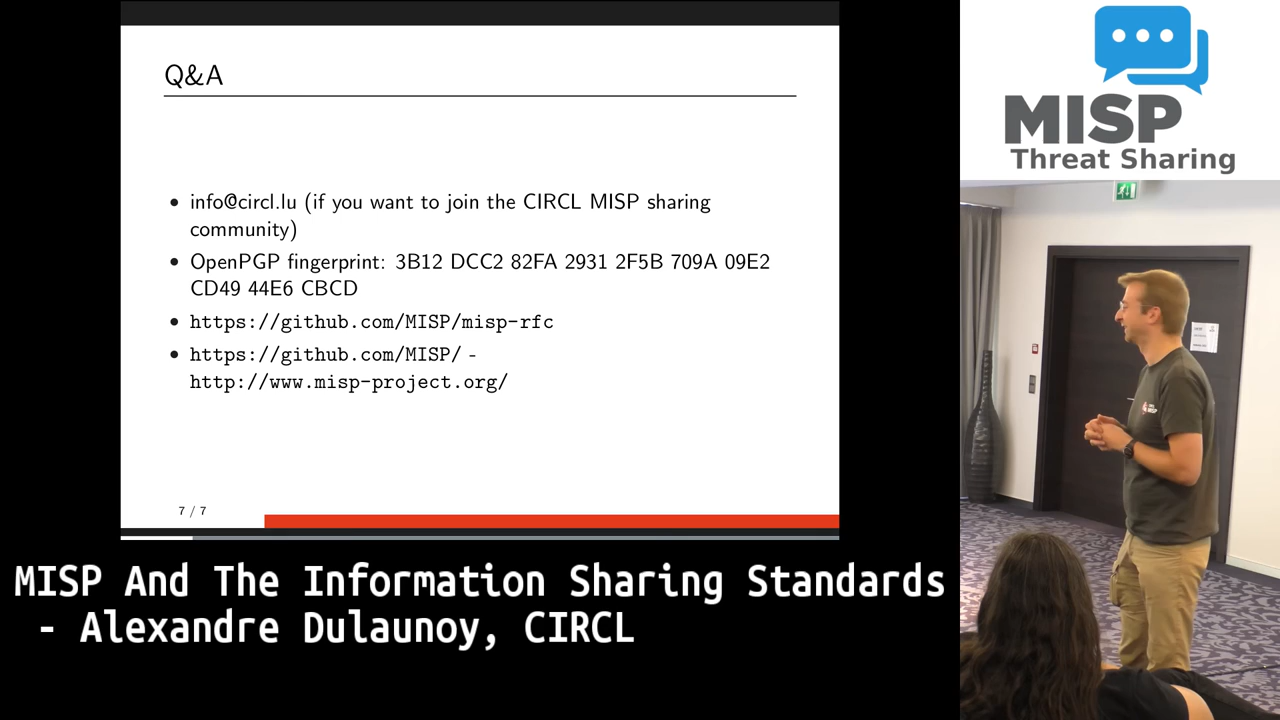 Q&A
• info@circl.lu (if you want to join the CIRCL MISP sharing
community)
• OpenPGP fingerprint: 3B12 DCC2 82FA 2931 2F5B 709A 09E2
CD49 44E6 CBCD
• https://github.com/MISP/misp-rfc
• https://github.com/MISP/ -
http://www.misp-project.org/
7 / 7
MISP And The Information Sharing Standards
- Alexandre Dulaunoy, CIRCL
MISP
Threat Sharing
MISP